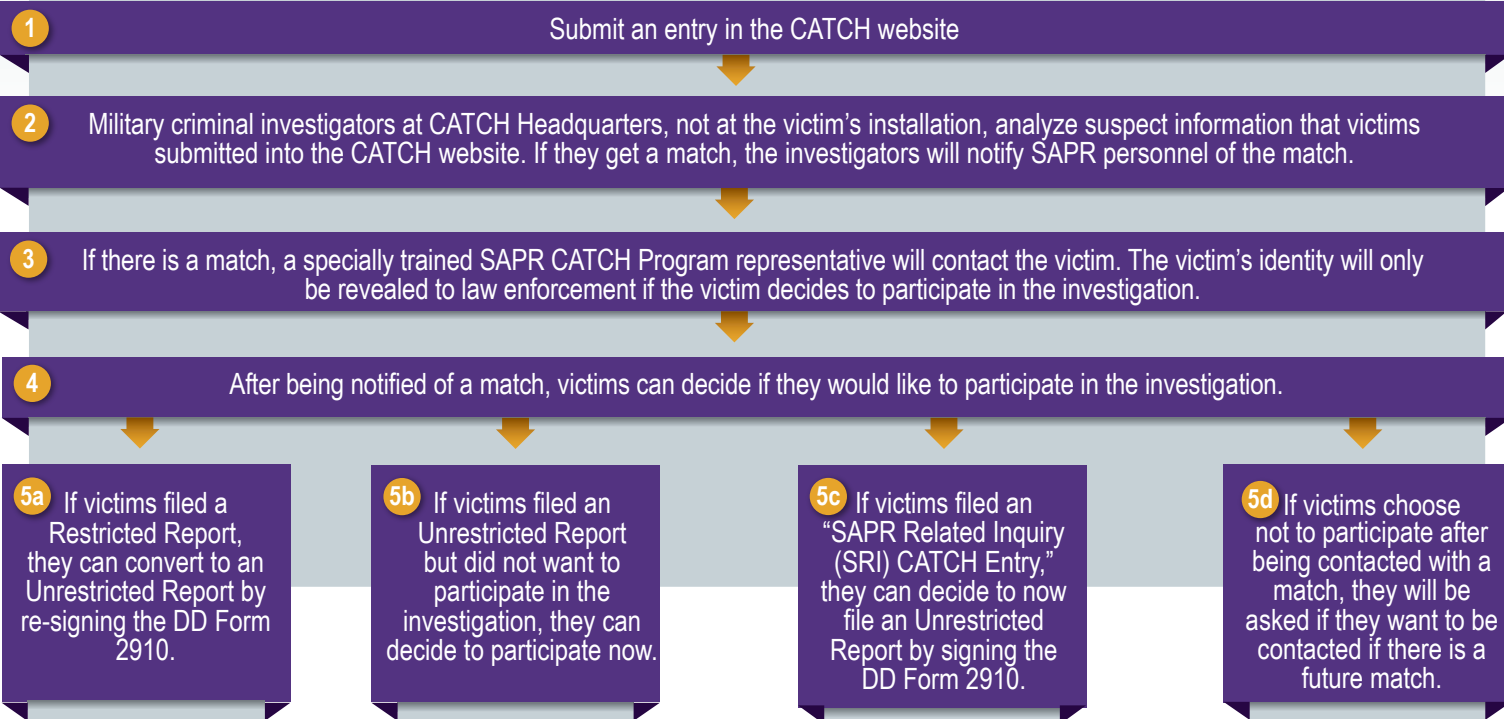 1
Submit an entry in the CATCH website
2
Military criminal investigators at CATCH Headquarters, not at the victim’s installation, analyze suspect information that victims
submitted into the CATCH website. If they get a match, the investigators will notify SAPR personnel of the match.
3
If there is a match, a specially trained SAPR CATCH Program representative will contact the victim. The victim’s identity will only
be revealed to law enforcement if the victim decides to participate in the investigation.
4
After being notified of a match, victims can decide if they would like to participate in the investigation.
5a
If victims filed a
Restricted Report,
they can convert to an
Unrestricted Report by
re-signing the DD Form
2910.
5b
If victims filed an
Unrestricted Report
but did not want to
participate in the
investigation, they can
decide to participate now.
5c
If victims filed an
“SAPR Related Inquiry
(SRI) CATCH Entry,”
they can decide to now
file an Unrestricted
Report by signing the
DD Form 2910.
5d
If victims choose
not to participate after
being contacted with a
match, they will be
asked if they want to be
contacted if there is a
future match.